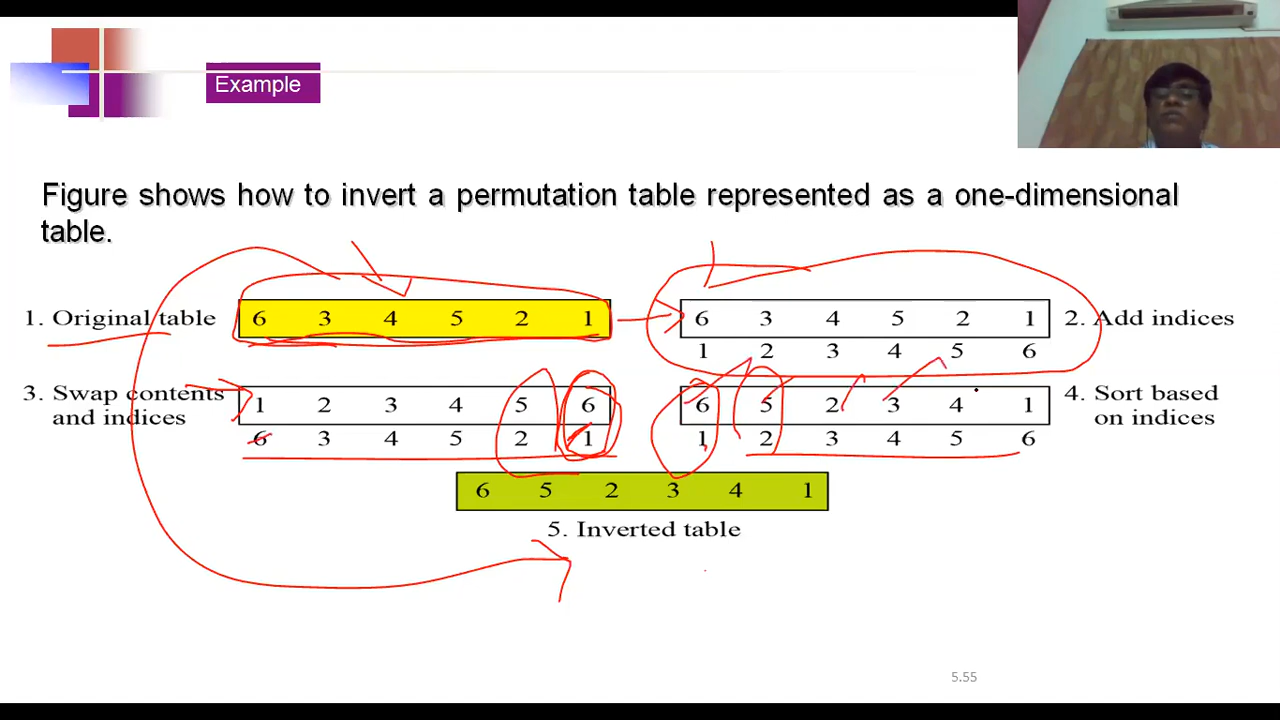 Example
Figure shows how to invert a permutation table represented as a one-dimensional
table.
1. Original table
6 3 4 5 2 1
6 3 4 5 2 1
1 2 3 4 5 6
2. Add indices
3. Swap contents
and indices
1 2 3 4 5 6
6 3 4 5 2 1
6 5 2 3 4 1
1 2 3 4 5 6
4. Sort based
on indices
6 5 2 3 4 1
5. Inverted table
5.55